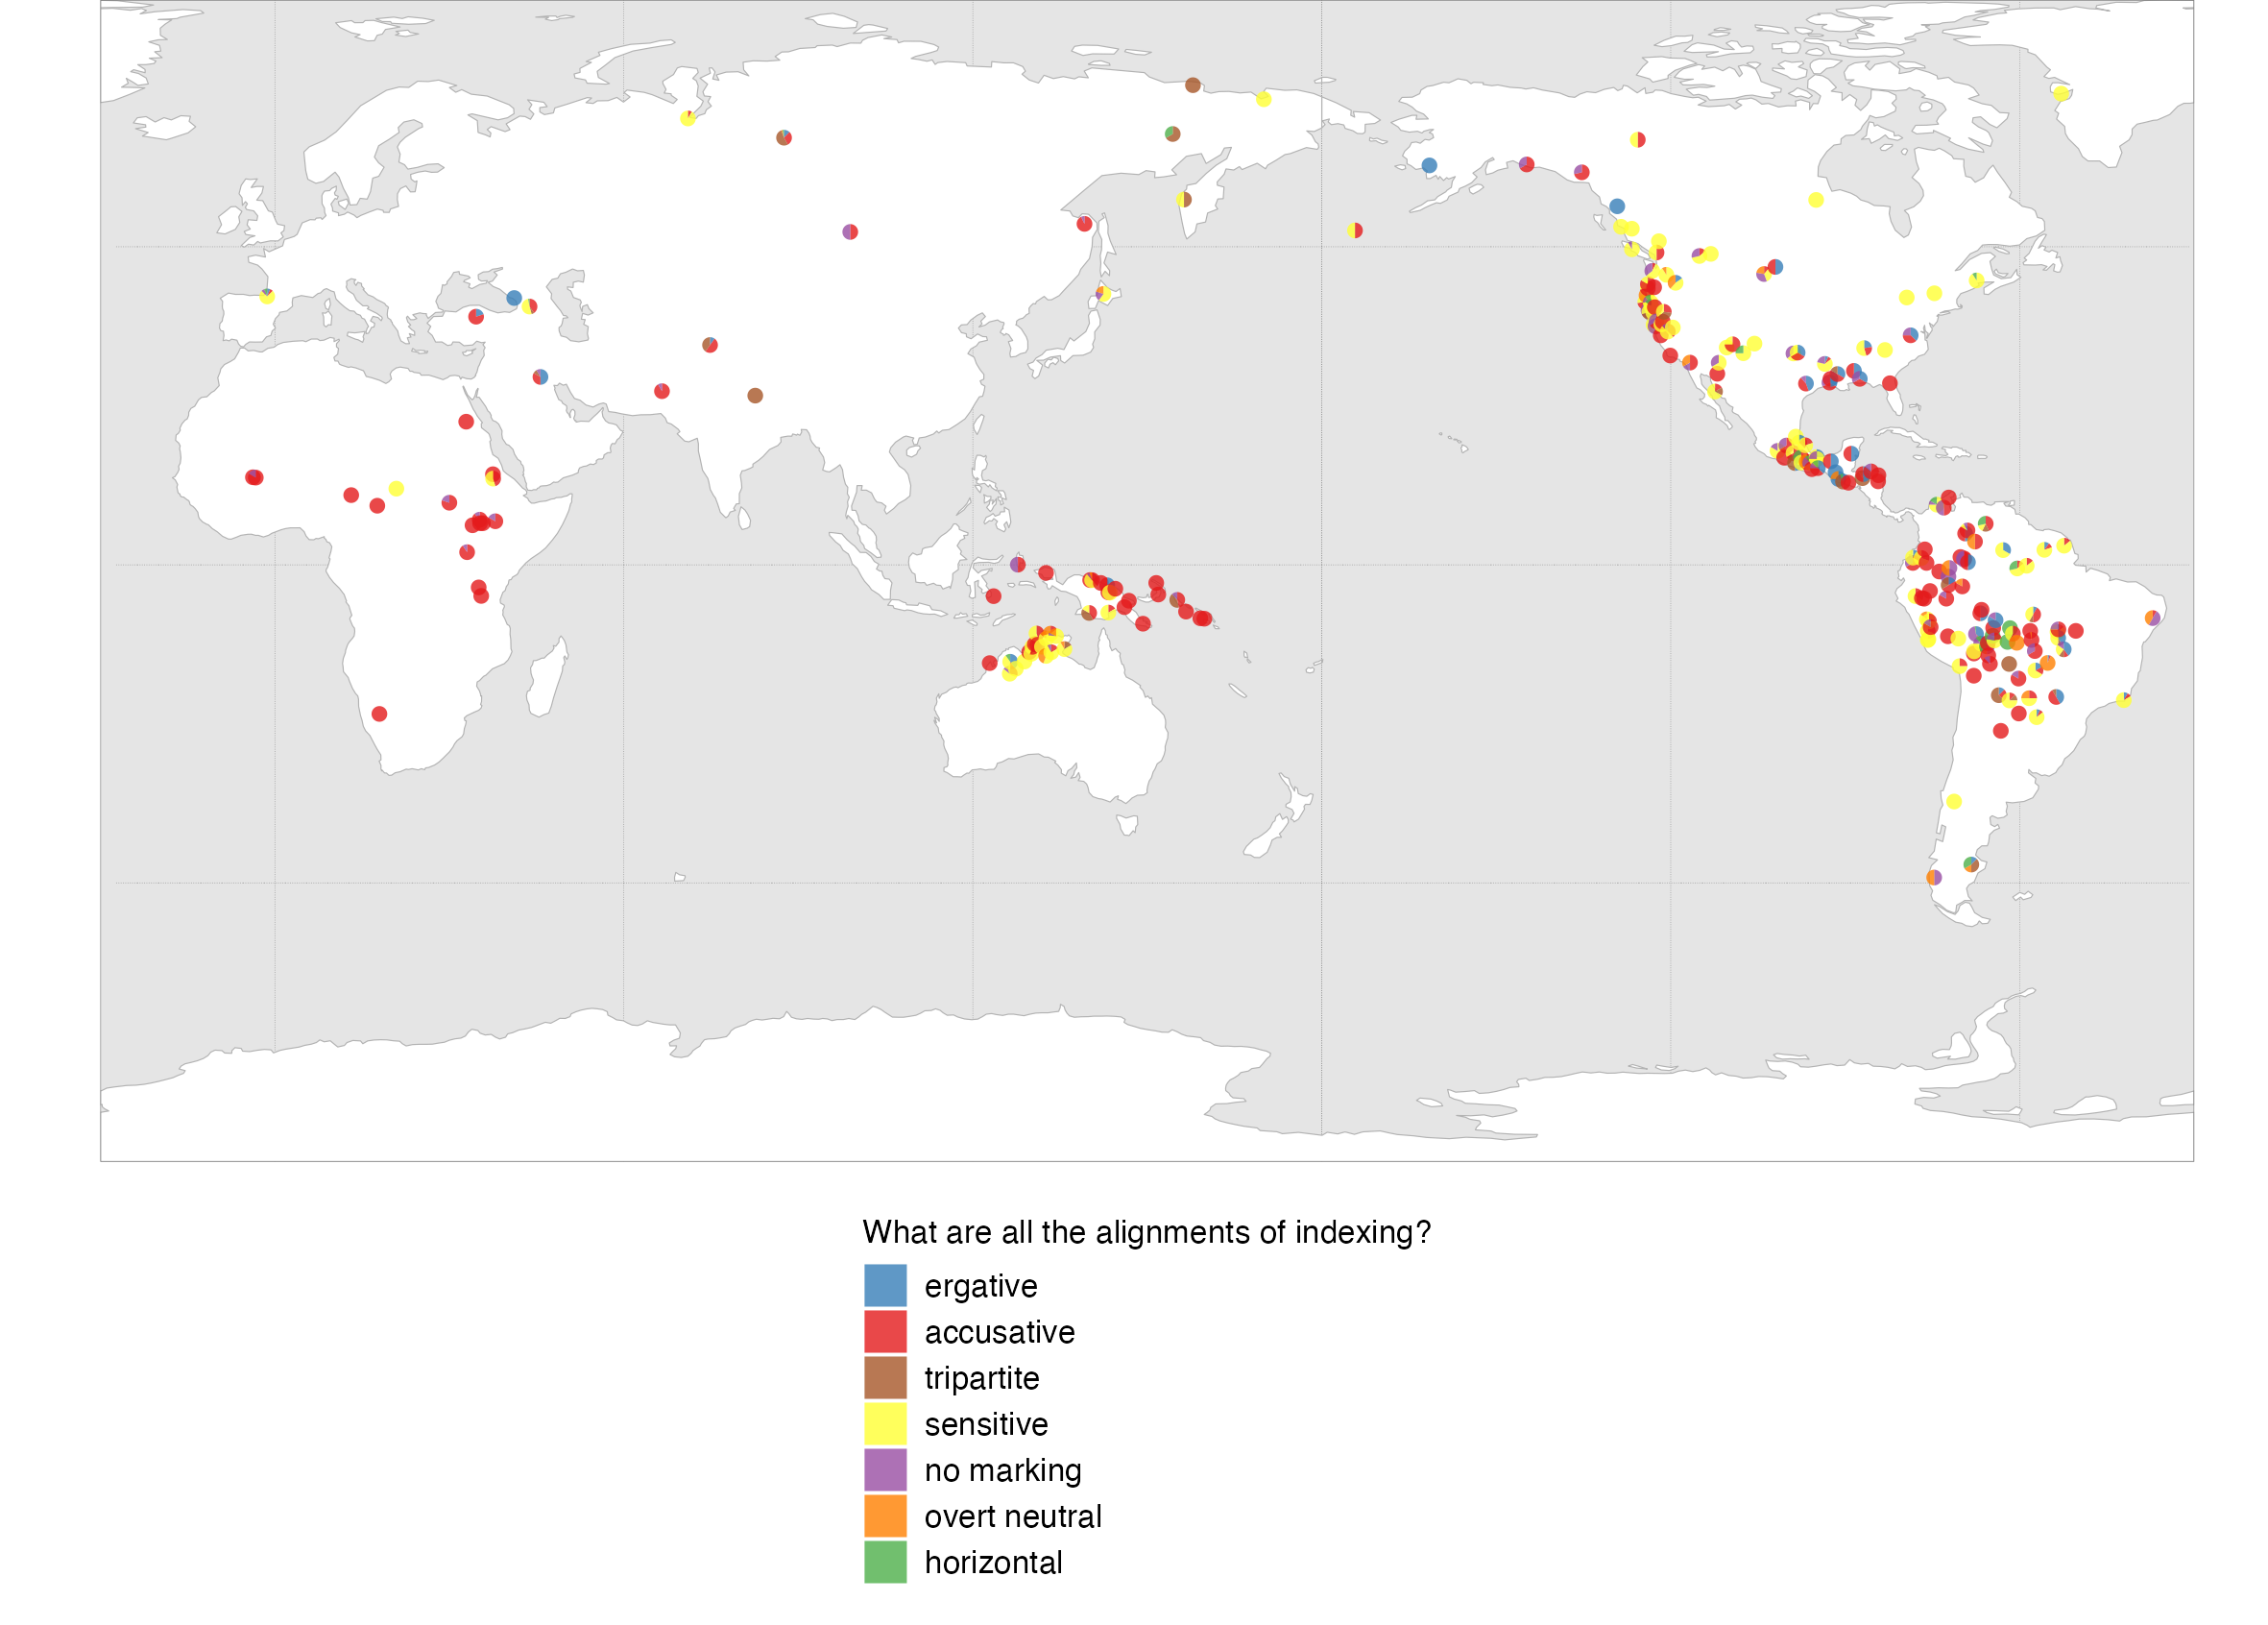 What are all the alignments of indexing?
ergative
accusative
tripartite
sensitive
no marking
overt neutral
horizontal